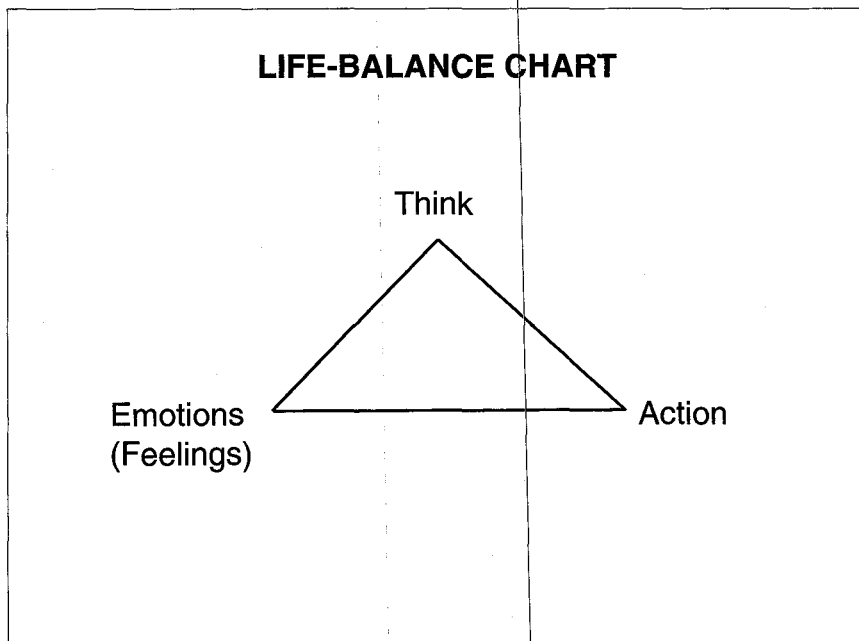 LIFE-BALANCE CHART
Think
Emotions
(Feelings)
Action